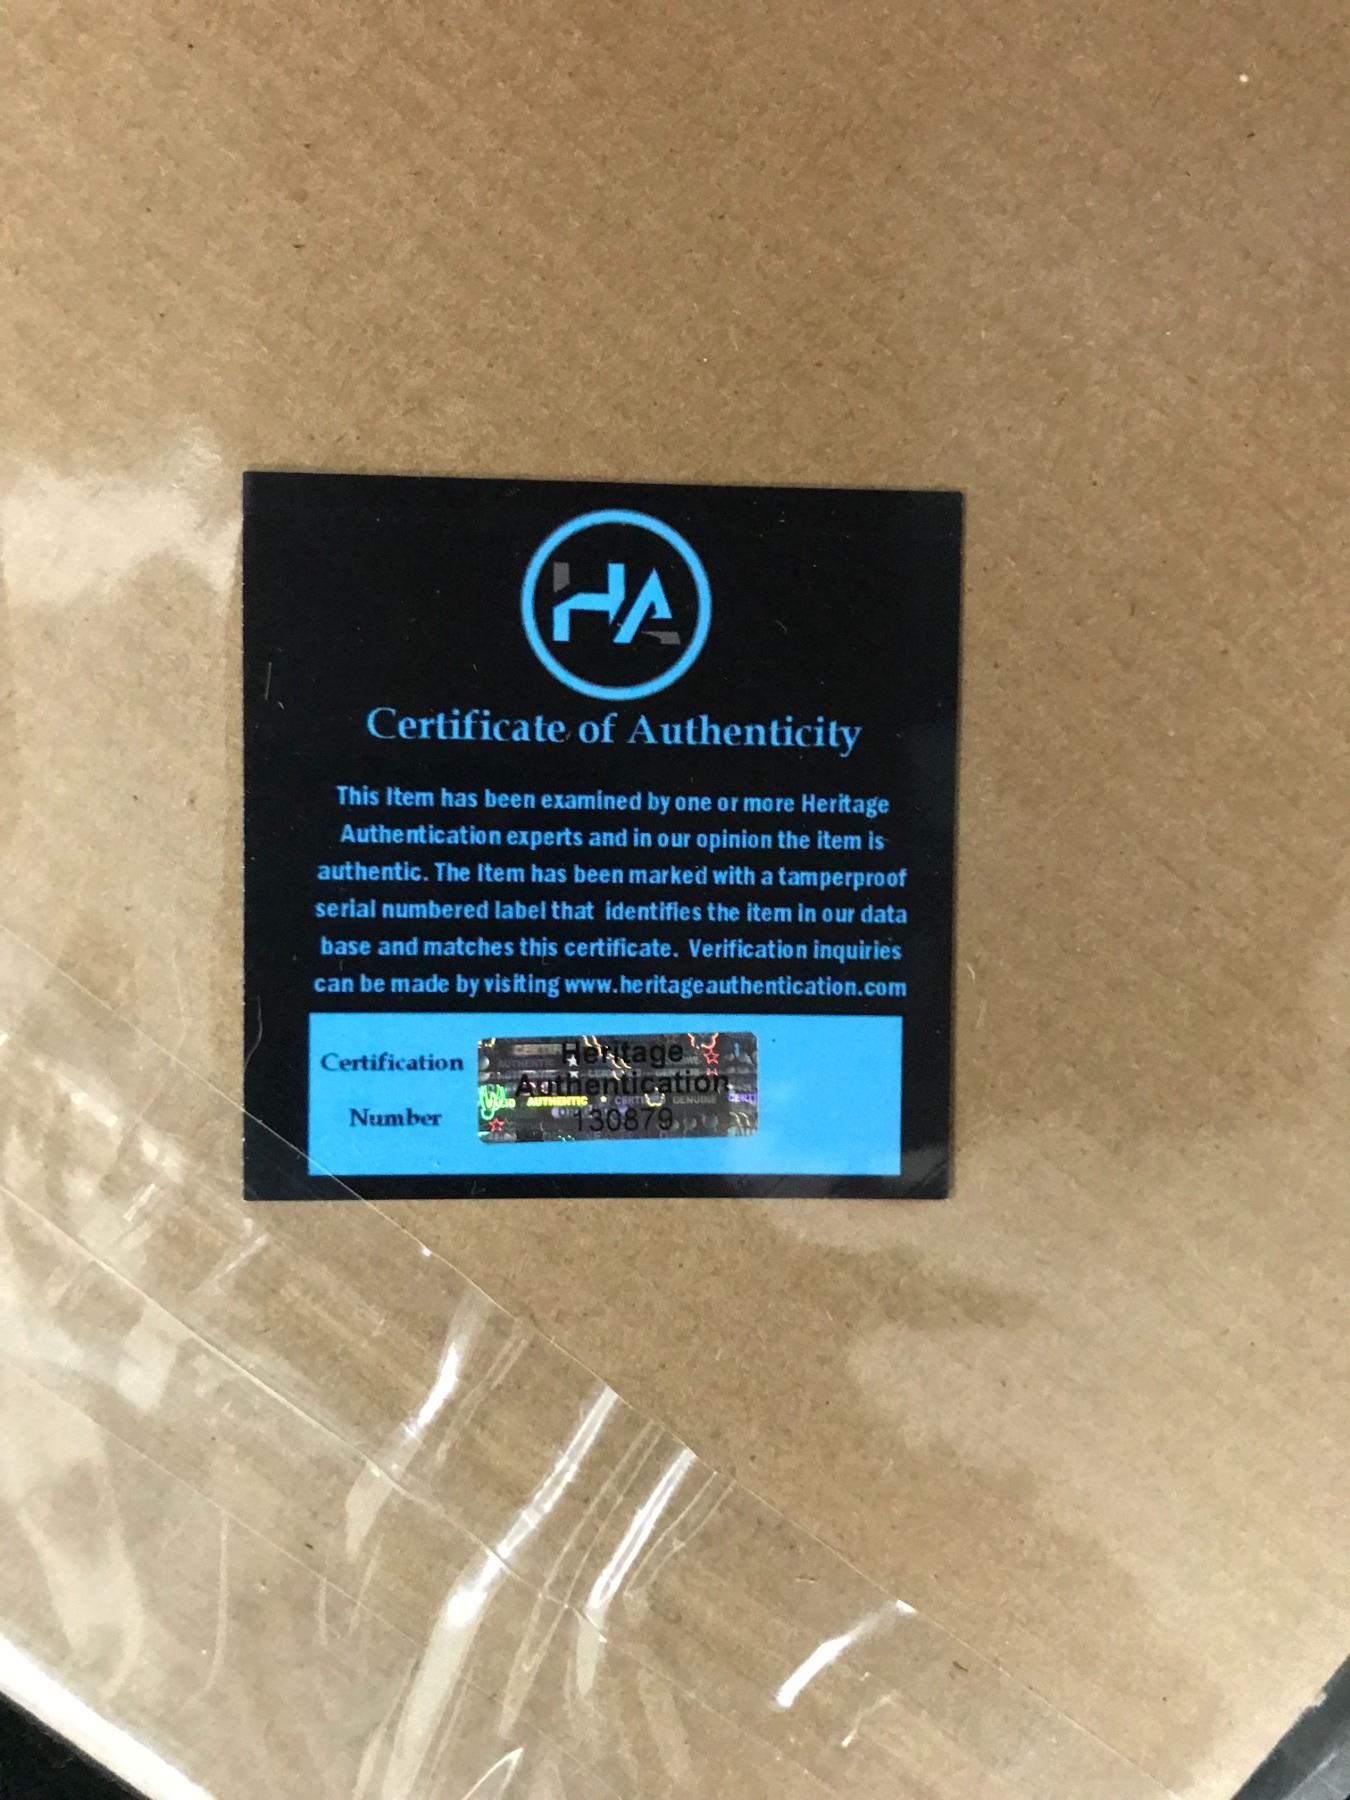 HA
Certificate of Authenticity
This Item has been examined by one or more Heritage
Authentication experts and in our opinion the item is
authentic. The Item has been marked with a tamperproof
serial numbered label that identifies the item in our data
base and matches this certificate. Verification inquiries
can be made by visiting www.heritageauthentication.com
Certification
Number
Heritage
Authentication
130879
AUTHENTIC
GENUINE